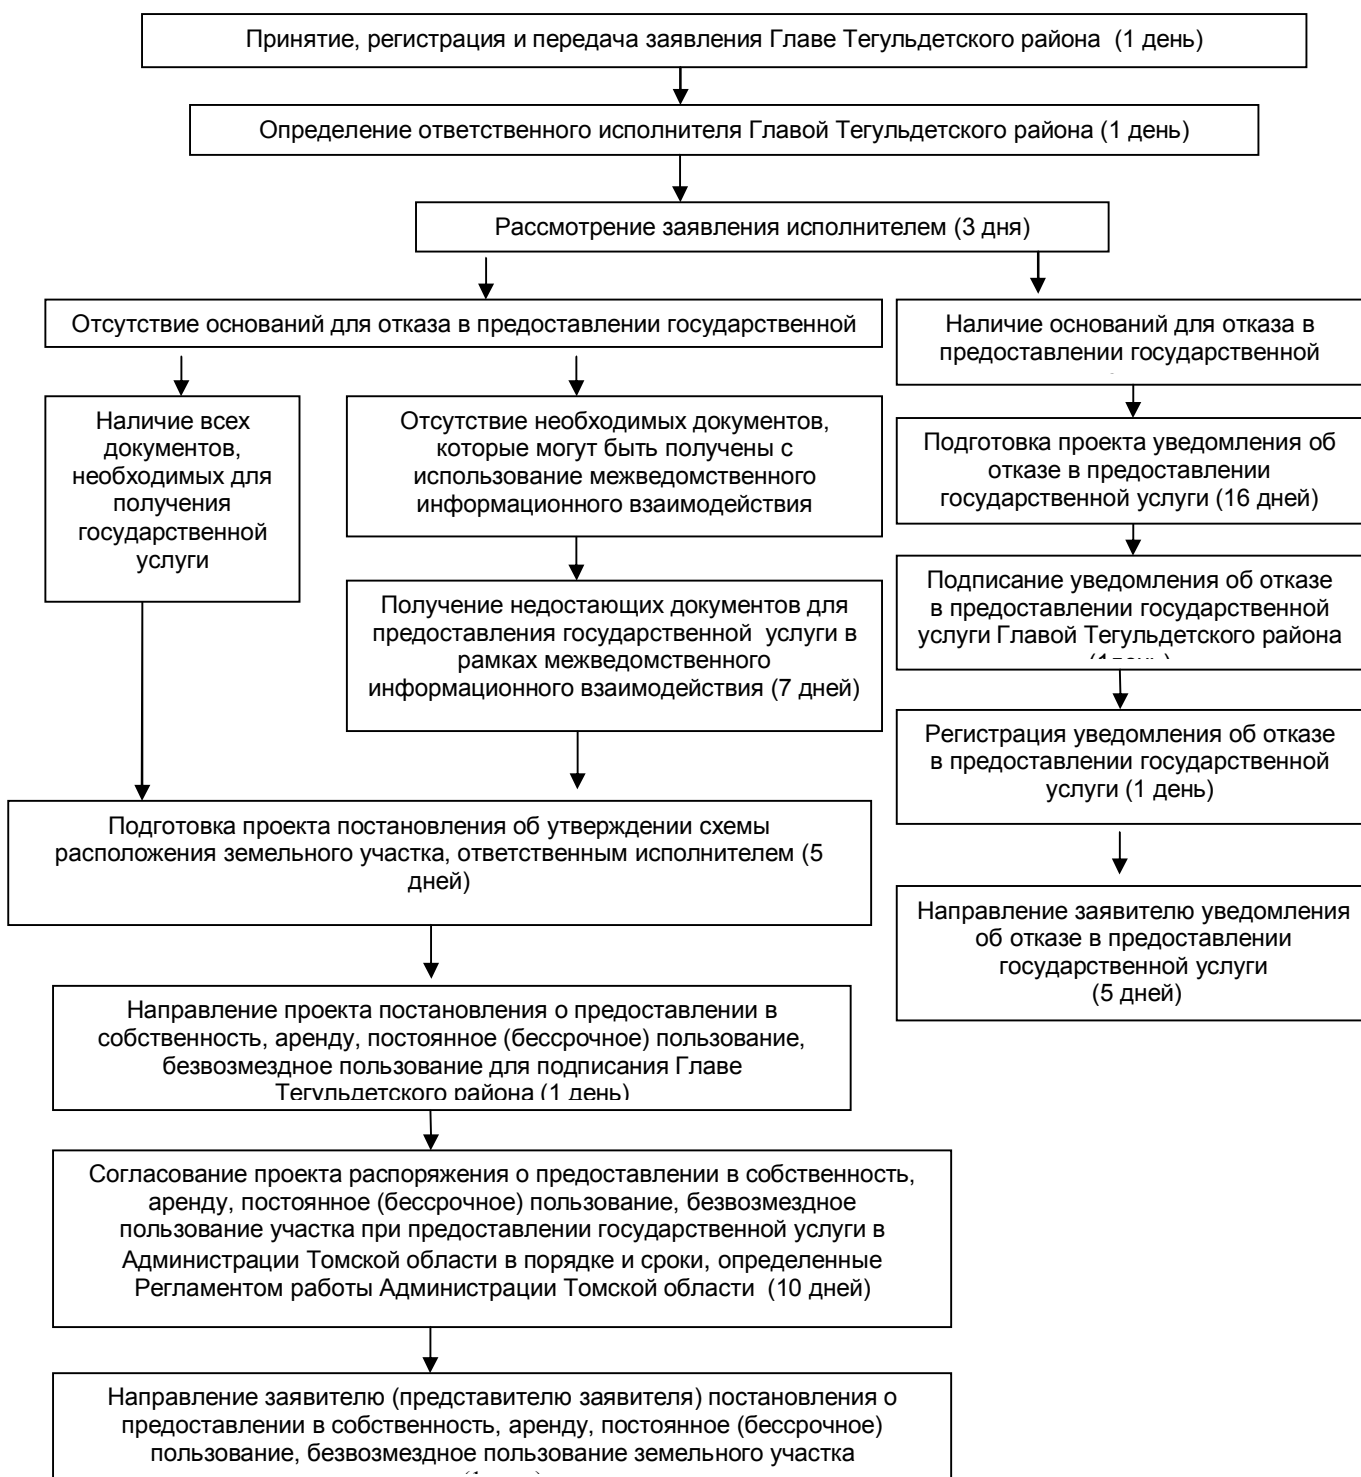 Принятие, регистрация и передача заявления Главе Тегульдетского района (1 день)
Определение ответственного исполнителя Главой Тегульдетского района (1 день)
Рассмотрение заявления исполнителем (3 дня)
Отсутствие оснований для отказа в предоставлении государственной
Наличие оснований для отказа в
предоставлении государственной
Наличие всех
документов,
необходимых для
получения
государственной
услуги
Отсутствие необходимых документов,
которые могут быть получены с
использование межведомственного
информационного взаимодействия
Подготовка проекта уведомления об
отказе в предоставлении
государственной услуги (16 дней)
Получение недостающих документов для
предоставления государственной услуги в
рамках межведомственного
информационного взаимодействия (7 дней)
Подписание уведомления об отказе
в предоставлении государственной
услуги Главой Тегульдетского района
(1 день)
Регистрация уведомления об отказе
в предоставлении государственной
услуги (1 день)
Подготовка проекта постановления об утверждении схемы
расположения земельного участка, ответственным исполнителем (5
дней)
Направление заявителю уведомления
об отказе в предоставлении
государственной услуги
(5 дней)
Направление проекта постановления о предоставлении в
собственность, аренду, постоянное (бессрочное) пользование,
безвозмездное пользование для подписания Главе
Тегульдетского района (1 день)
Согласование проекта распоряжения о предоставлении в собственность,
аренду, постоянное (бессрочное) пользование, безвозмездное
пользование участка при предоставлении государственной услуги в
Администрации Томской области в порядке и сроки, определенные
Регламентом работы Администрации Томской области (10 дней)
Направление заявителю (представителю заявителя) постановления о
предоставлении в собственность, аренду, постоянное (бессрочное)
пользование, безвозмездное пользование земельного участка